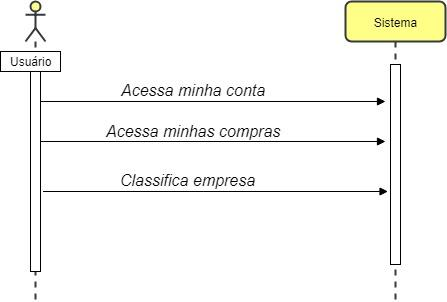 Sistema
Usuário
Acessa minha conta
Acessa minhas compras
Classifica empresa